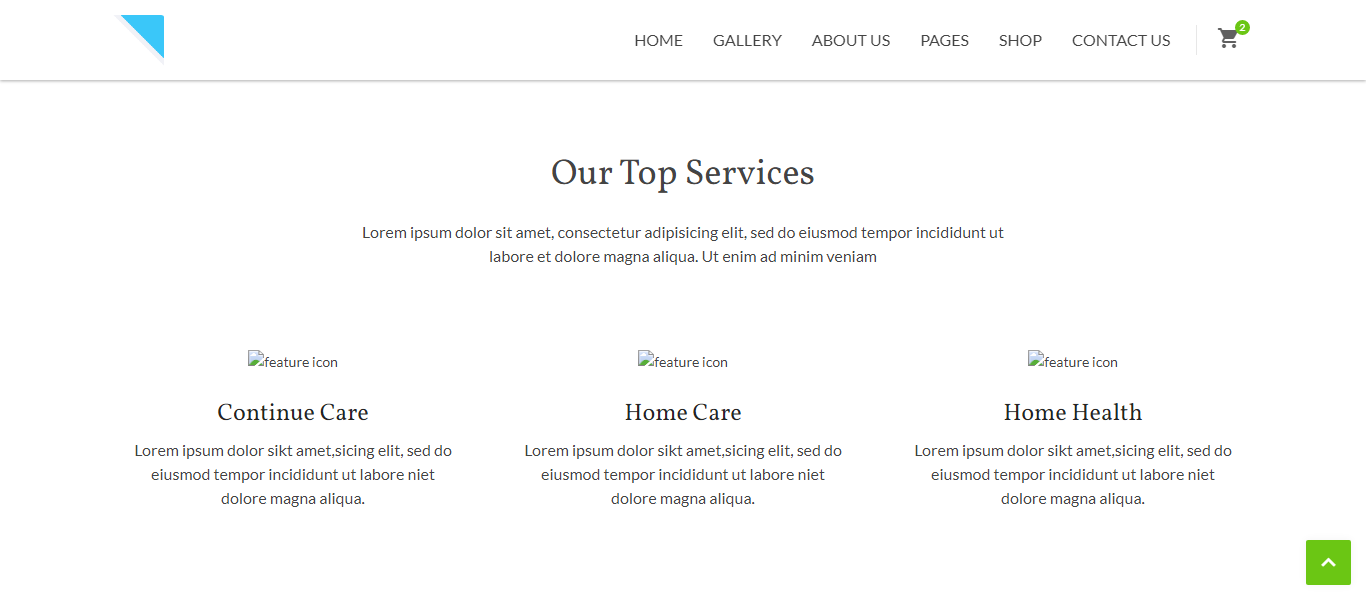 HOME GALLERY ABOUT US PAGES SHOP CONTACT US 2
Our Top Services
Lorem ipsum dolor sit amet, consectetur adipisicing elit, sed do eiusmod tempor incididunt ut
labore et dolore magna aliqua. Ut enim ad minim veniam
feature icon
Continue Care
Lorem ipsum dolor sikt amet,sicing elit, sed do
eiusmod tempor incididunt ut labore niet
dolore magna aliqua.
feature icon
Home Care
Lorem ipsum dolor sikt amet,sicing elit, sed do
eiusmod tempor incididunt ut labore niet
dolore magna aliqua.
feature icon
Home Health
Lorem ipsum dolor sikt amet,sicing elit, sed do
eiusmod tempor incididunt ut labore niet
dolore magna aliqua.